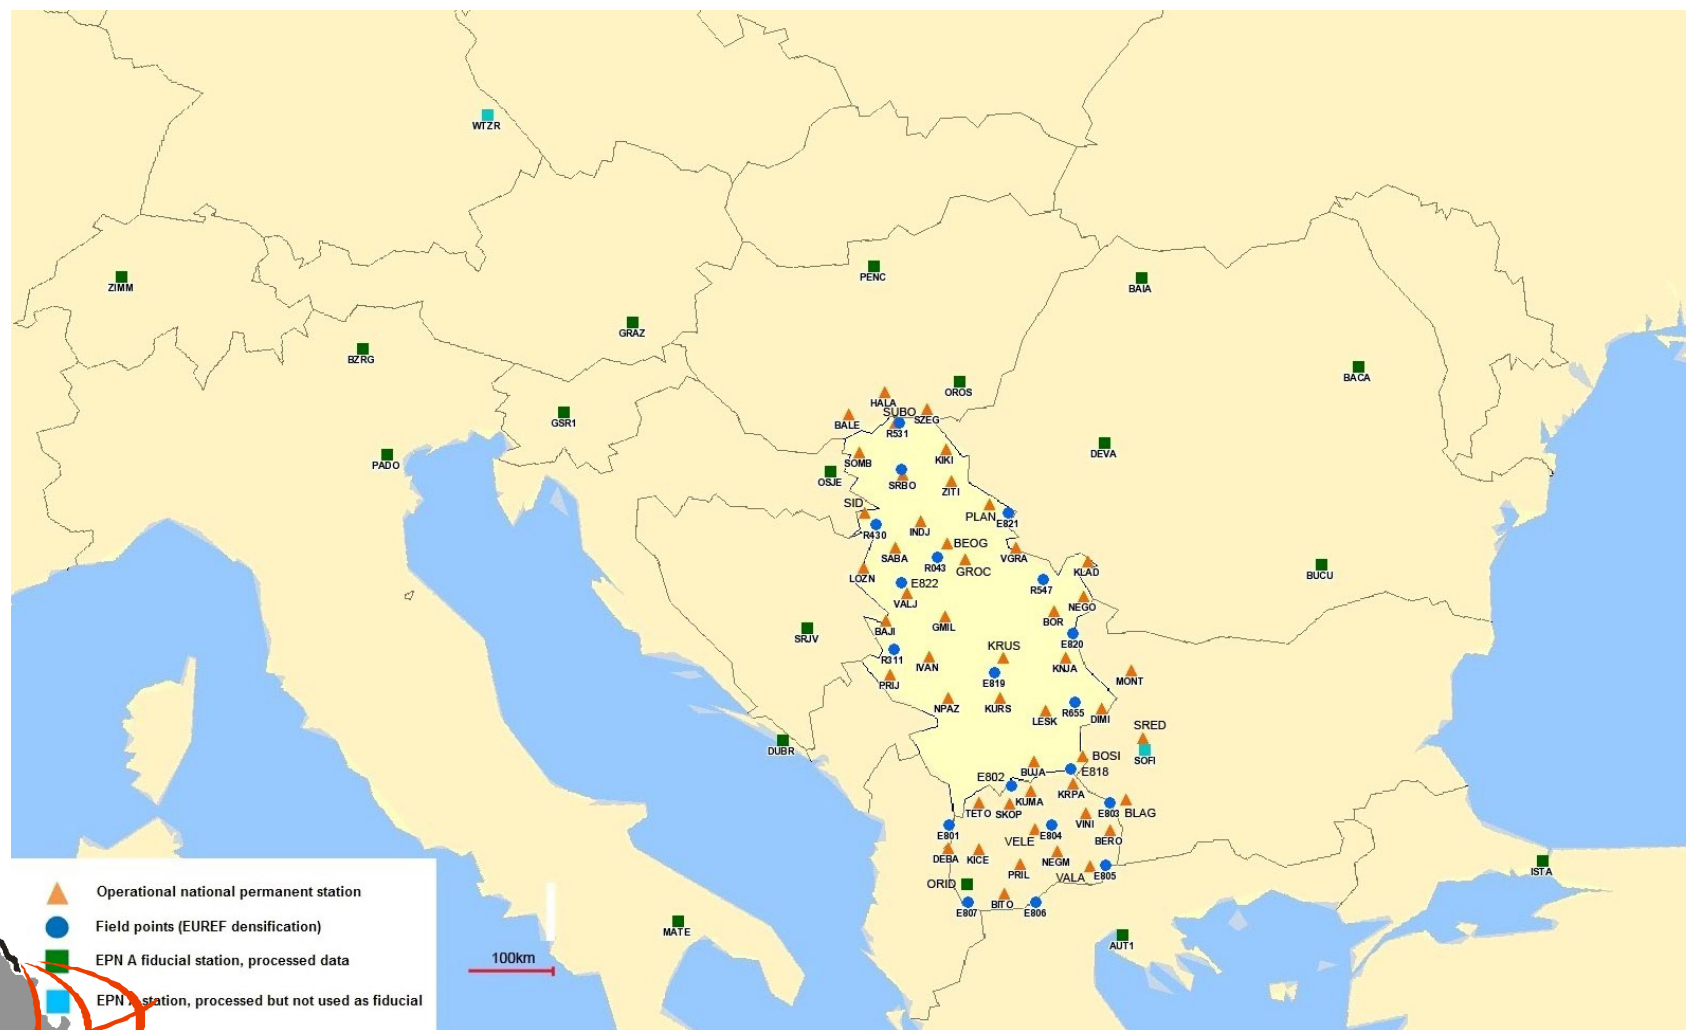 WTZR
PENC
ZIMM
BAIA
GRAZ
BZRG
BACA
OROS
HALA
SUBO
SZEG
GSR1
BALE
R531
DEVA
PADO
SOMB
KIKI
OSJE
SRBO
ZITI
SID
PLAN
E821
R430
INDJ
BEOG
SABA
R043
GROC
VGRA
KLAD
BUCU
LOZN
E822
R547
VALJ
NEGO
BAJI
GMIL
BOR
SRJV
E820
KRUS
R311
IVAN
KNJA
PRIJ
E819
MONT
NPAZ
KURS
LESK
R655
DIMI
SRED
DUBR
BOSI
SOFI
BUJA
E818
E802
KRPA
KUMA
TETO
SKOP
E803
BLAG
VINI
E801
VELE
E804
BERO
DEBA
KICE
NEGM
PRIL
VALA
E805
ISTA
ORID
BITO
E807
E806
MATE
AUT1
Operational national permanent station
Field points (EUREF densification)
EPN A fiducial station, processed data
EPN A station, processed but not used as fiducial
100km